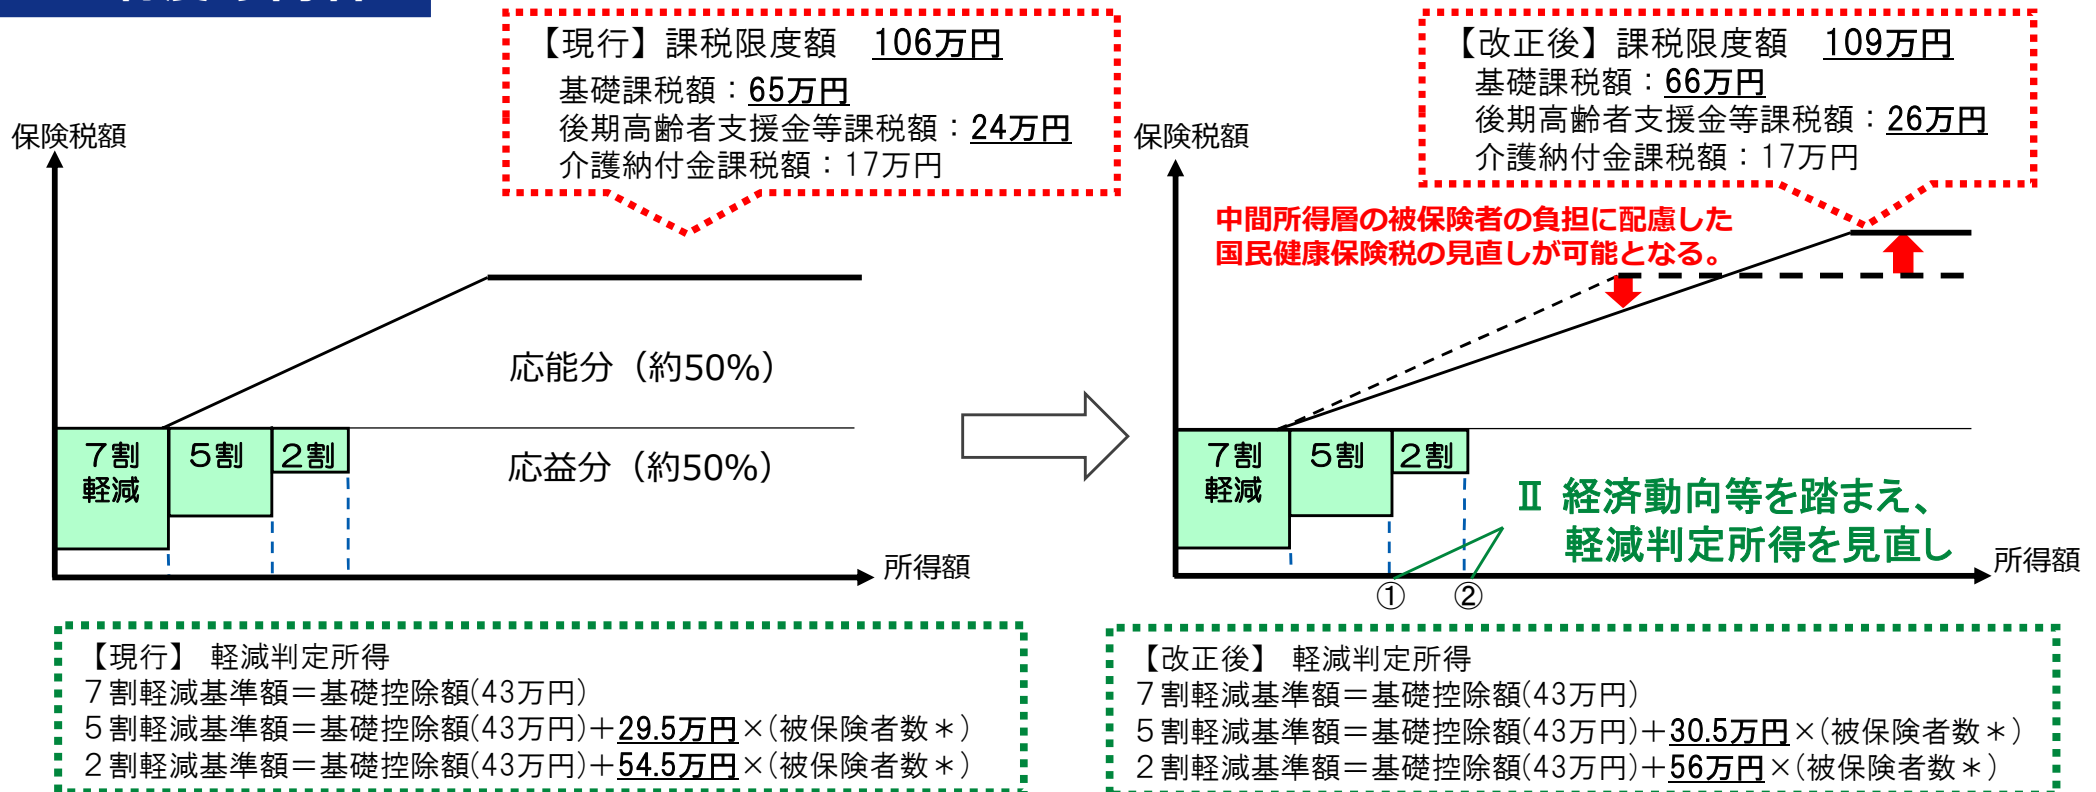 【現行】課税限度額　106万円
基礎課税額：65万円
後期高齢者支援金等課税額：24万円
介護納付金課税額：17万円
保険税額
応能分（約50%）
7割
軽減
5割
2割
応益分（約50%）
所得額
【現行】 軽減判定所得
７割軽減基準額＝基礎控除額(43万円)
５割軽減基準額＝基礎控除額(43万円)＋29.5万円×(被保険者数＊)
２割軽減基準額＝基礎控除額(43万円)＋54.5万円×(被保険者数＊)
【改正後】課税限度額　109万円
基礎課税額：66万円
後期高齢者支援金等課税額：26万円
介護納付金課税額：17万円
保険税額
中間所得層の被保険者の負担に配慮した
国民健康保険税の見直しが可能となる。
7割
軽減
5割
2割
Ⅱ 経済動向等を踏まえ、
軽減判定所得を見直し
所得額
① ②
【改正後】 軽減判定所得
７割軽減基準額＝基礎控除額(43万円)
５割軽減基準額＝基礎控除額(43万円)＋30.5万円×(被保険者数＊)
２割軽減基準額＝基礎控除額(43万円)＋56万円×(被保険者数＊)